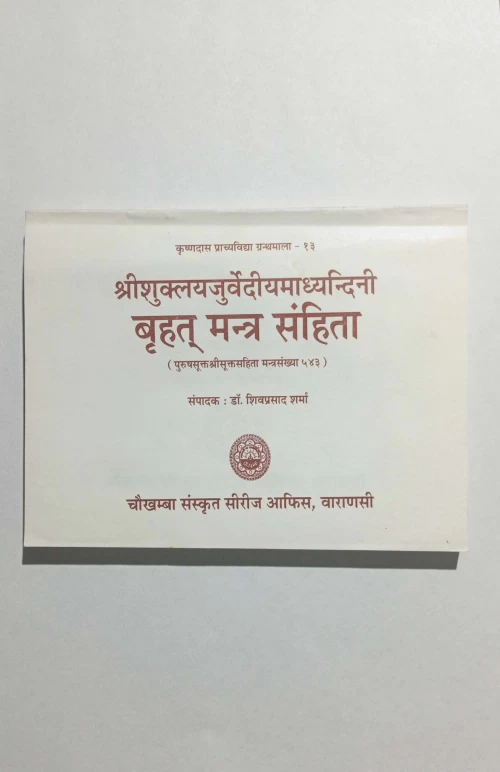 कृष्णदास प्राच्यविद्या ग्रन्थमाला - १३
श्रीशुक्लयजुर्वेदीयमाध्यन्दिनी
बृहत् मन्त्र संहिता
( पुरुषसूक्तश्रीसूक्तसहिता मन्त्रसंख्या ५४३ )
संपादक : डॉ. शिवप्रसाद शर्मा
चौखम्बा संस्कृत सीरीज आफिस, वाराणसी